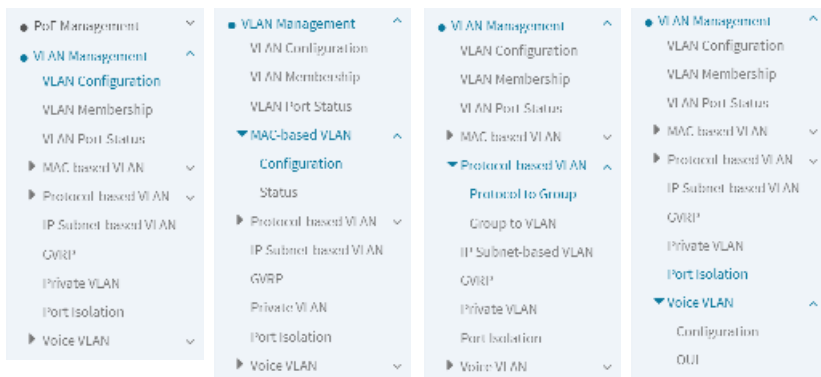 PoE Management
VLAN Management
VLAN Configuration
VLAN Membership
VLAN Port Status
MAC based VLAN
Protocol based VLAN
IP Subnet based VLAN
GVRP
Private VLAN
Port Isolation
Voice VLAN
VLAN Management
VLAN Configuration
VLAN Membership
VLAN Port Status
MAC-based VLAN
Configuration
Status
Protocol based VLAN
IP Subnet based VLAN
GVRP
Private VLAN
Port Isolation
Voice VLAN
VLAN Management
VLAN Configuration
VLAN Membership
VLAN Port Status
MAC based VLAN
Protocol based VLAN
Protocol to Group
Group to VLAN
IP Subnet-based VLAN
GVRP
Private VLAN
Port Isolation
Voice VLAN
VLAN Management
VLAN Configuration
VLAN Membership
VLAN Port Status
MAC based VLAN
Protocol based VLAN
IP Subnet based VLAN
GVRP
Private VLAN
Port Isolation
Voice VLAN
Configuration
OUI